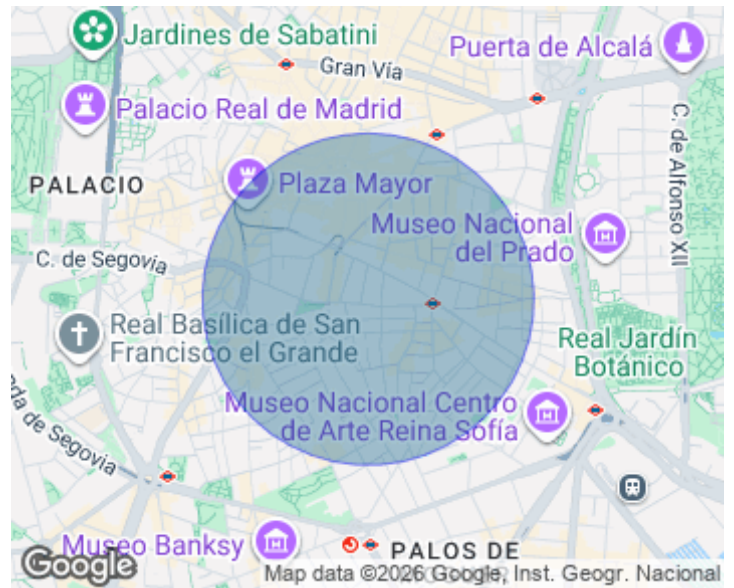 Jardines de Sabatini
Puerta de Alcalá
Gran Vía
Palacio Real de Madrid
C. de Alfonso XII
PALACIO
Plaza Mayor
Museo Nacional
del Prado
C. de Segovia
Real Basílica de San
Francisco el Grande
Real Jardín
Botánico
Museo Nacional Centro
de Arte Reina Sofía
nda de Segovia
Museo Banksy
PALOS DE
Google
Map data ©2026 Google, Inst. Geogr. Nacional